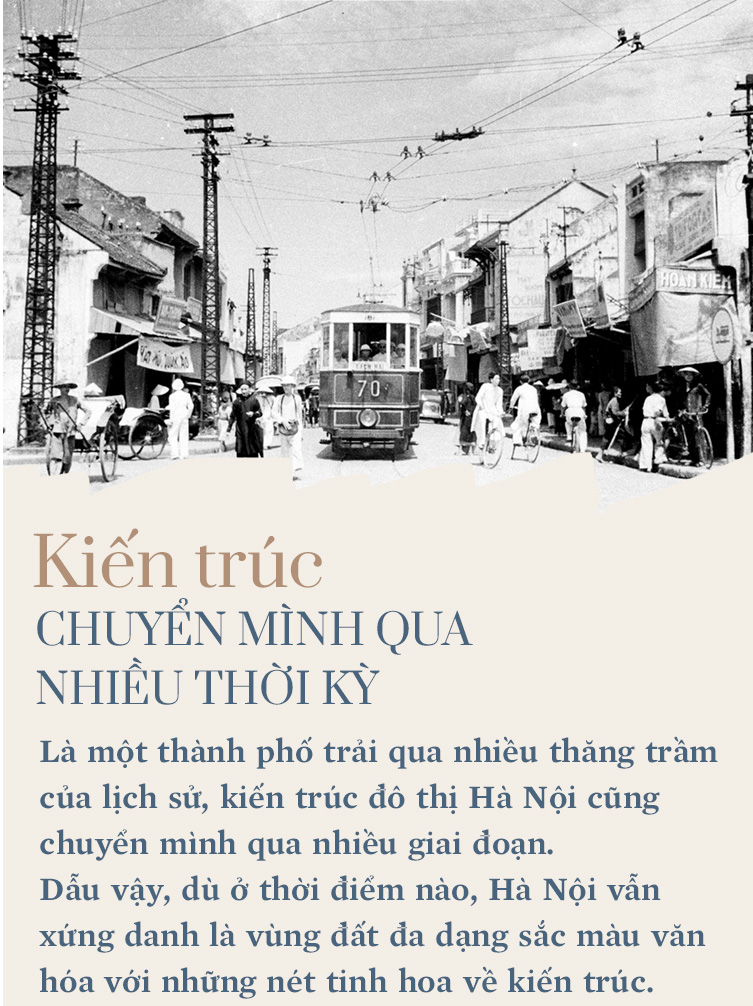 HOAN KIEM
70
Kiến trúc
CHUYỂN MÌNH QUA
NHIỀU THỜI KỲ
Là một thành phố trải qua nhiều thăng trầm
của lịch sử, kiến trúc đô thị Hà Nội cũng
chuyển mình qua nhiều giai đoạn.
Dẫu vậy, dù ở thời điểm nào, Hà Nội vẫn
xứng danh là vùng đất đa dạng sắc màu văn
hóa với những nét tinh hoa về kiến trúc.